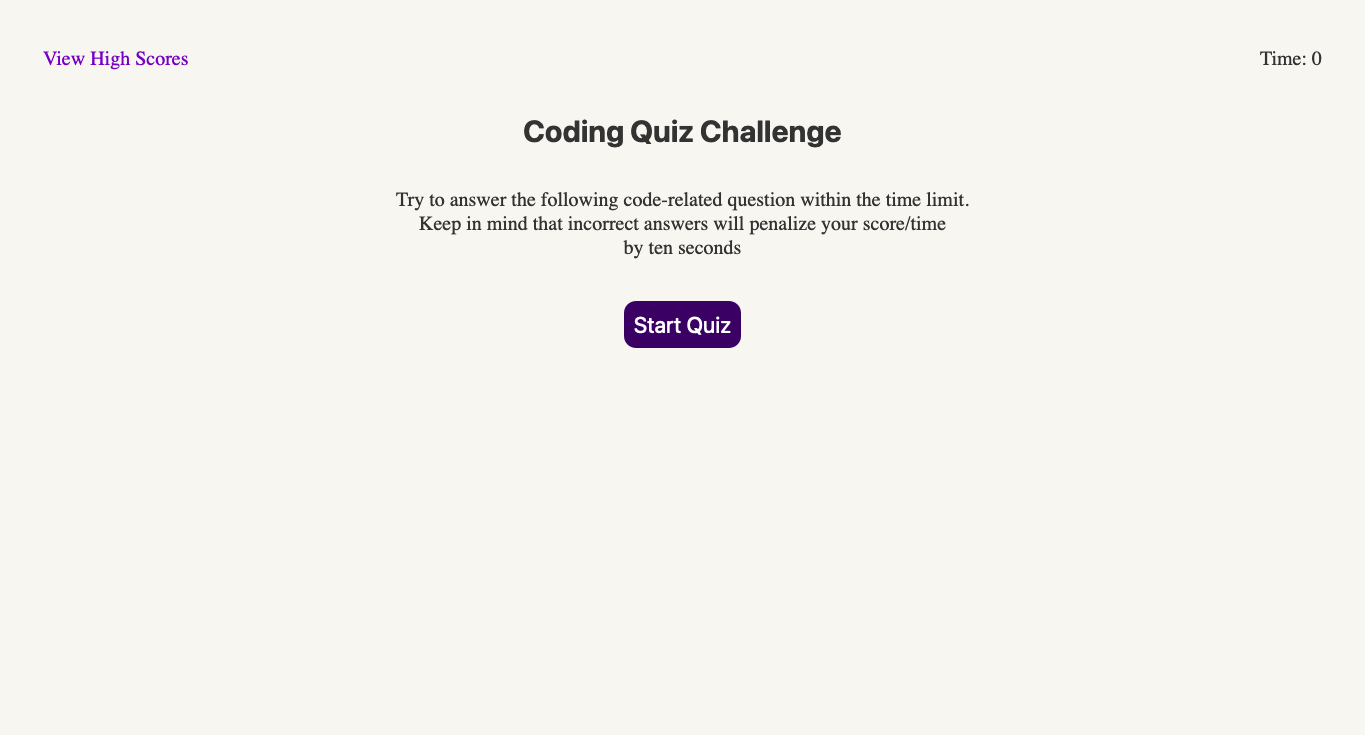 View High Scores
Time: 0
Coding Quiz Challenge
Try to answer the following code-related question within the time limit.
Keep in mind that incorrect answers will penalize your score/time
by ten seconds
Start Quiz